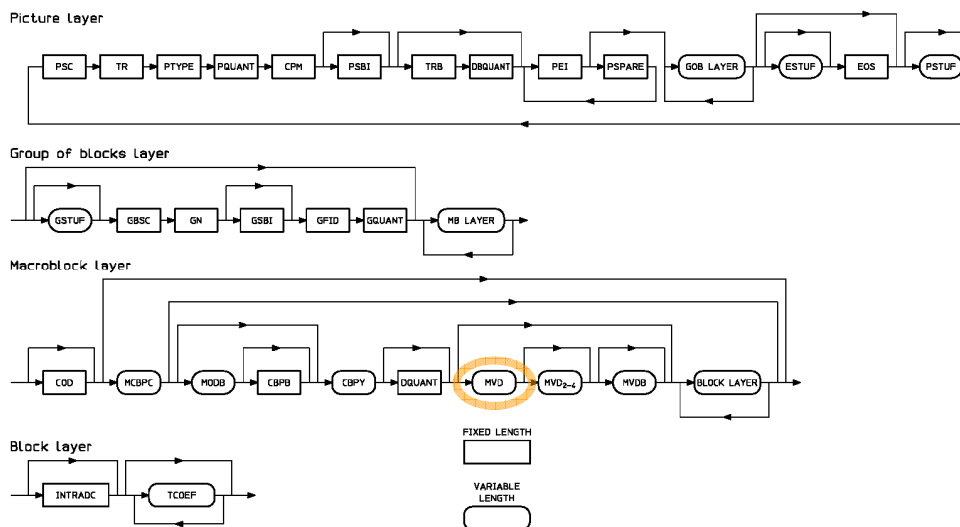 Picture layer
PSC TR PTYPE PQUANT CPM PSBI TRB DBQUANT PEI PSPARE GOB LAYER ESTUF EOS PSTUF
Group of blocks layer
GSTUF GBSC GN GSBI GFID GQUANT MB LAYER
Macroblock layer
COD MCBPC MODB CBPB CBPY DQUANT MVD MVD2-4 MVDB BLOCK LAYER
FIXED LENGTH
Block layer
INTRADC TCOEF
VARIABLE
LENGTH